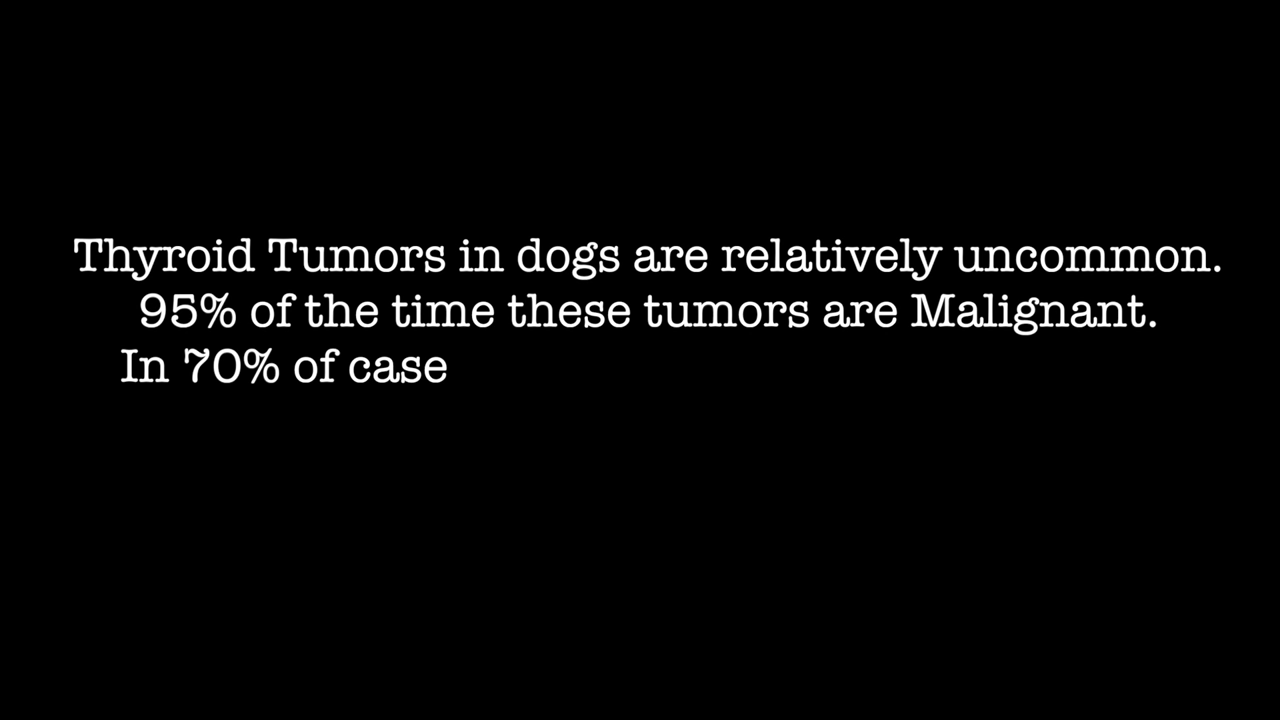 Thyroid Tumors in dogs are relatively uncommon.
95% of the time these tumors are Malignant.
In 70% of case